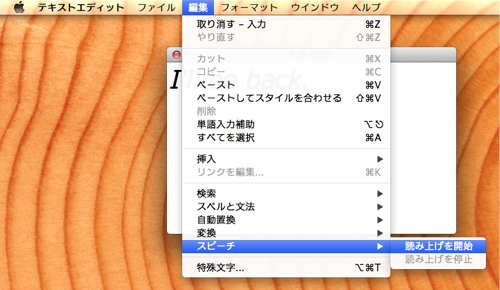 テキストエディット ファイル 編集 フォーマット ウインドウ ヘルプ
取り消す – 入力 ⌘Z
やり直す ⇧⌘Z
カット ⌘X
コピー ⌘C
ペースト ⌘V
ペーストしてスタイルを合わせる ⇧⌘V
削除
単語入力補助 ⌥⎋
すべてを選択 ⌘A
挿入 ▶
リンクを編集... ⌘K
検索 ▶
スペルと文法 ▶
自動置換 ▶
変換 ▶
スピーチ ▶
特殊文字... ⌥⌘T
読み上げを開始
読み上げを停止
I'll be back.